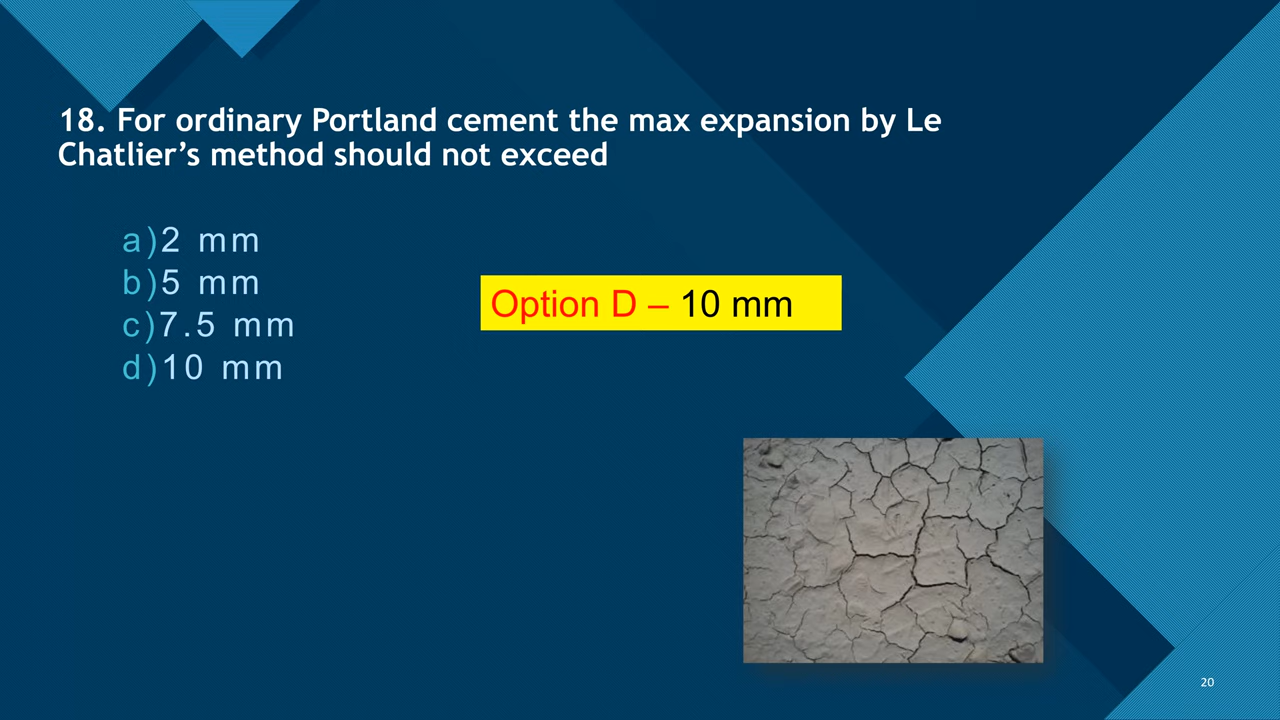 18. For ordinary Portland cement the max expansion by Le
Chatlier’s method should not exceed
a)2 mm
b)5 mm
c)7.5 mm
d)10 mm
Option D – 10 mm
20